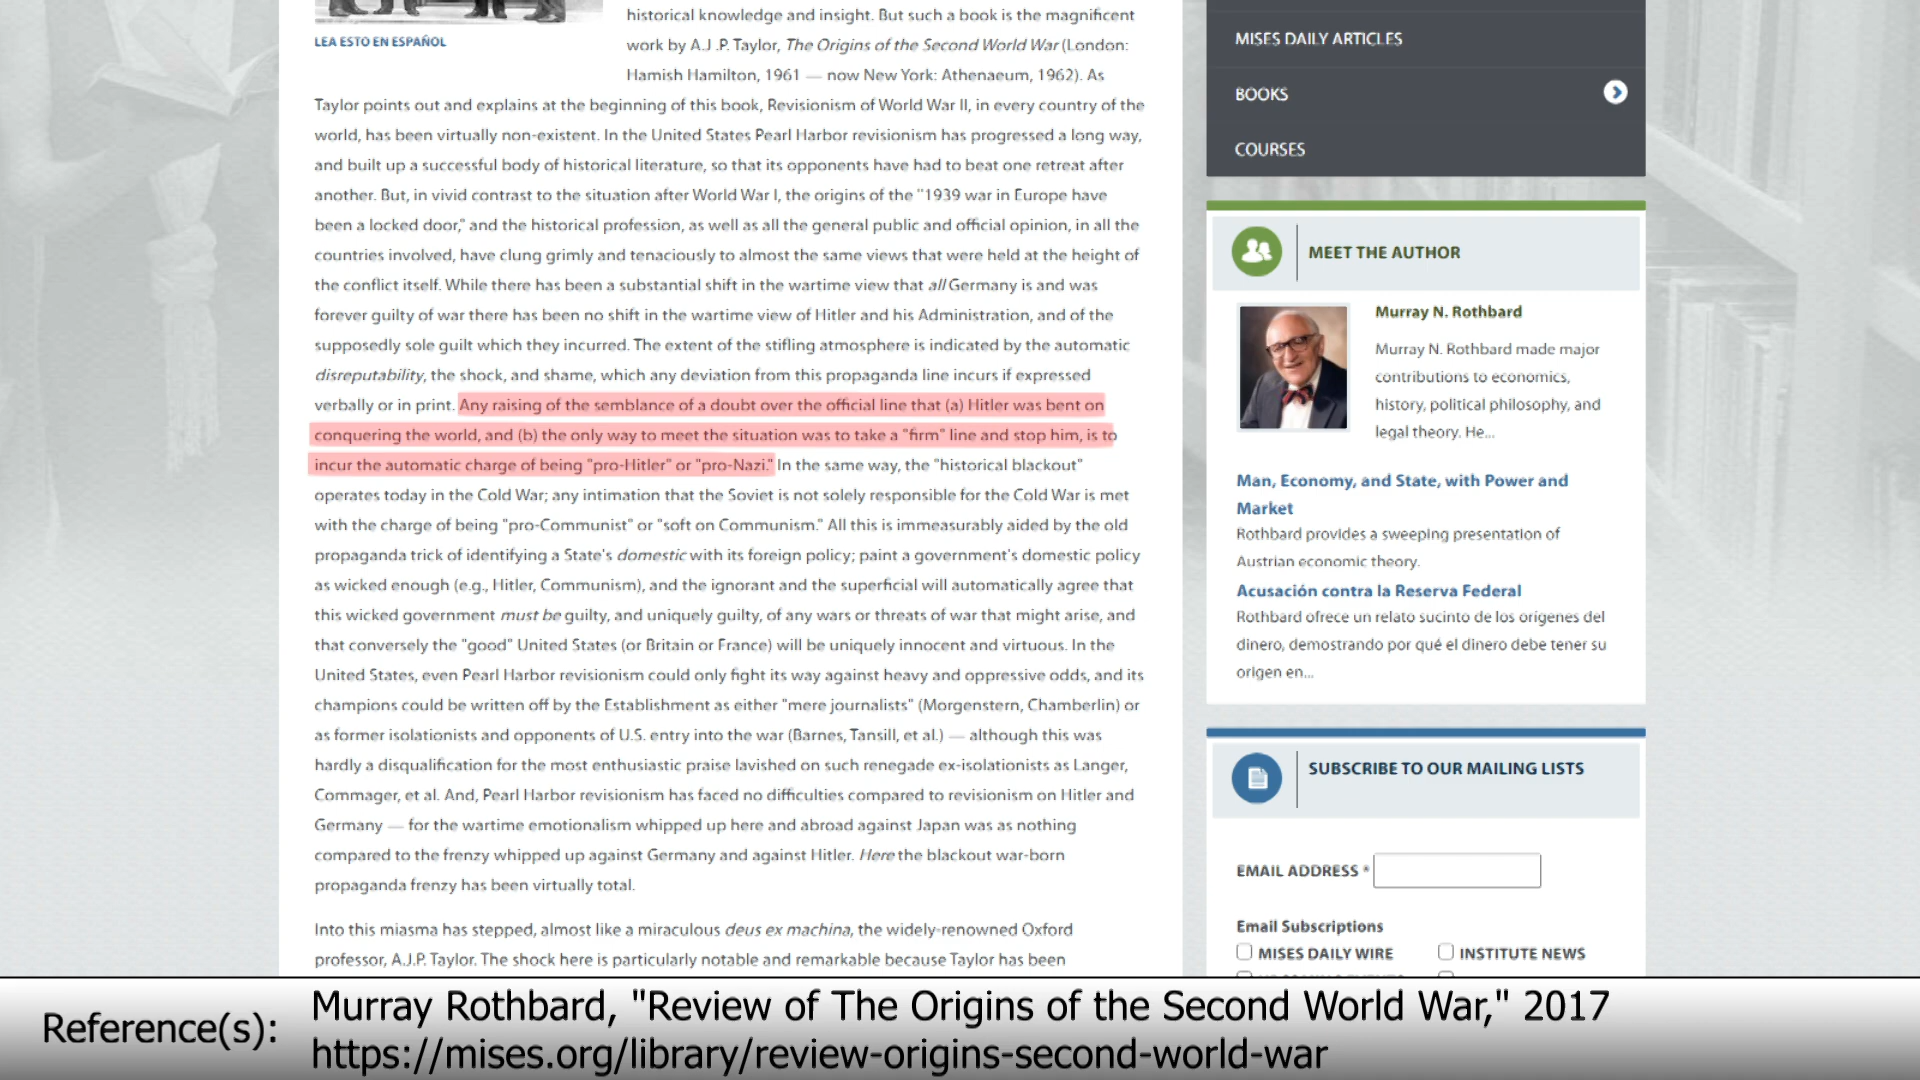 historical knowledge and insight. But such a book is the magnificent
LEA ESTO EN ESPAÑOL
work by A.J .P. Taylor, The Origins of the Second World War (London:
Hamish Hamilton, 1961 — now New York: Athenaeum, 1962). As
Taylor points out and explains at the beginning of this book, Revisionism of World War II, in every country of the
world, has been virtually non-existent. In the United States Pearl Harbor revisionism has progressed a long way,
and built up a successful body of historical literature, so that its opponents have had to beat one retreat after
another. But, in vivid contrast to the situation after World War I, the origins of the "1939 war in Europe have
been a locked door," and the historical profession, as well as all the general public and official opinion, in all the
countries involved, have clung grimly and tenaciously to almost the same views that were held at the height of
the conflict itself. While there has been a substantial shift in the wartime view that all Germany is and was
forever guilty of war there has been no shift in the wartime view of Hitler and his Administration, and of the
supposedly sole guilt which they incurred. The extent of the stifling atmosphere is indicated by the automatic
disreputability, the shock, and shame, which any deviation from this propaganda line incurs if expressed
verbally or in print. Any raising of the semblance of a doubt over the official line that (a) Hitler was bent on
conquering the world, and (b) the only way to meet the situation was to take a "firm" line and stop him, is to
incur the automatic charge of being "pro-Hitler" or "pro-Nazi." In the same way, the "historical blackout"
operates today in the Cold War; any intimation that the Soviet is not solely responsible for the Cold War is met
with the charge of being "pro-Communist" or "soft on Communism." All this is immeasurably aided by the old
propaganda trick of identifying a State's domestic with its foreign policy; paint a government's domestic policy
as wicked enough (e.g., Hitler, Communism), and the ignorant and the superficial will automatically agree that
this wicked government must be guilty, and uniquely guilty, of any wars or threats of war that might arise, and
that conversely the "good" United States (or Britain or France) will be uniquely innocent and virtuous. In the
United States, even Pearl Harbor revisionism could only fight its way against heavy and oppressive odds, and its
champions could be written off by the Establishment as either "mere journalists" (Morgenstern, Chamberlin) or
as former isolationists and opponents of U.S. entry into the war (Barnes, Tansill, et al.) — although this was
hardly a disqualification for the most enthusiastic praise lavished on such renegade ex-isolationists as Langer,
Commager, et al. And, Pearl Harbor revisionism has faced no difficulties compared to revisionism on Hitler and
Germany — for the wartime emotionalism whipped up here and abroad against Japan was as nothing
compared to the frenzy whipped up against Germany and against Hitler. Here the blackout war-born
propaganda frenzy has been virtually total.
Into this miasma has stepped, almost like a miraculous deus ex machina, the widely-renowned Oxford
professor, A.J.P. Taylor. The shock here is particularly notable and remarkable because Taylor has been
MISES DAILY ARTICLES
BOOKS
COURSES
MEET THE AUTHOR
Murray N. Rothbard
Murray N. Rothbard made major
contributions to economics,
history, political philosophy, and
legal theory. He...
Man, Economy, and State, with Power and
Market
Rothbard provides a sweeping presentation of
Austrian economic theory.
Acusación contra la Reserva Federal
Rothbard ofrece un relato sucinto de los orígenes del
dinero, demostrando por qué el dinero debe tener su
origen en...
SUBSCRIBE TO OUR MAILING LISTS
EMAIL ADDRESS *
Email Subscriptions
MISES DAILY WIRE
INSTITUTE NEWS
Reference(s):
Murray Rothbard, "Review of The Origins of the Second World War," 2017
https://mises.org/library/review-origins-second-world-war